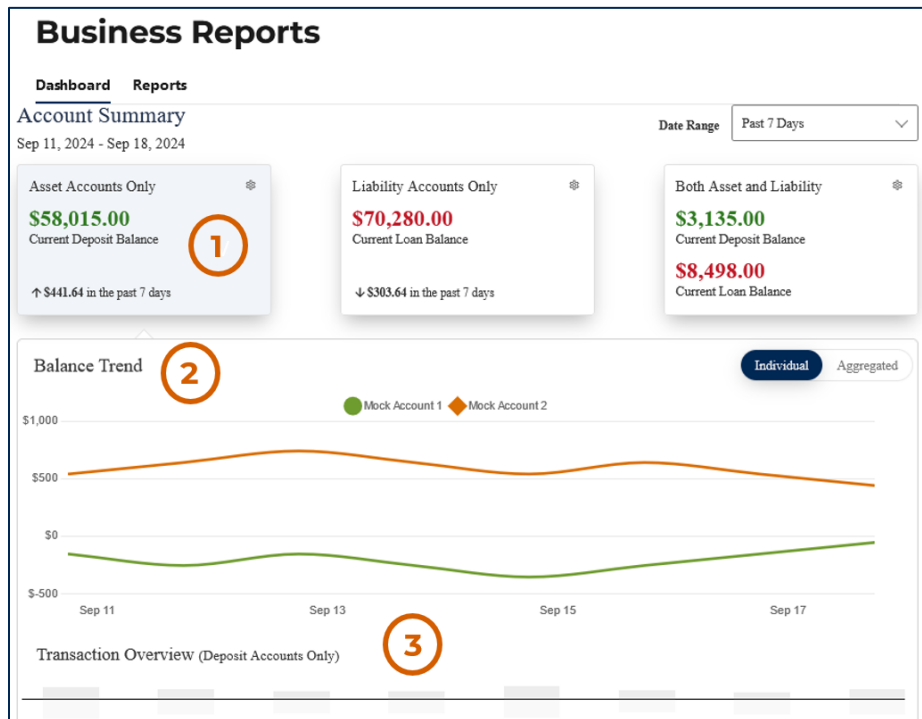 Business Reports
Dashboard Reports
Account Summary
Sep 11, 2024 - Sep 18, 2024
Date Range Past 7 Days
Asset Accounts Only
$58,015.00
Current Deposit Balance
↑ $441.64 in the past 7 days
1
Liability Accounts Only
$70,280.00
Current Loan Balance
↓ $303.64 in the past 7 days
Both Asset and Liability
$3,135.00
Current Deposit Balance
$8,498.00
Current Loan Balance
Balance Trend
2
Individual Aggregated
Mock Account 1 Mock Account 2
$1,000
$500
$0
$-500
Sep 11 Sep 13 Sep 15 Sep 17
3
Transaction Overview (Deposit Accounts Only)